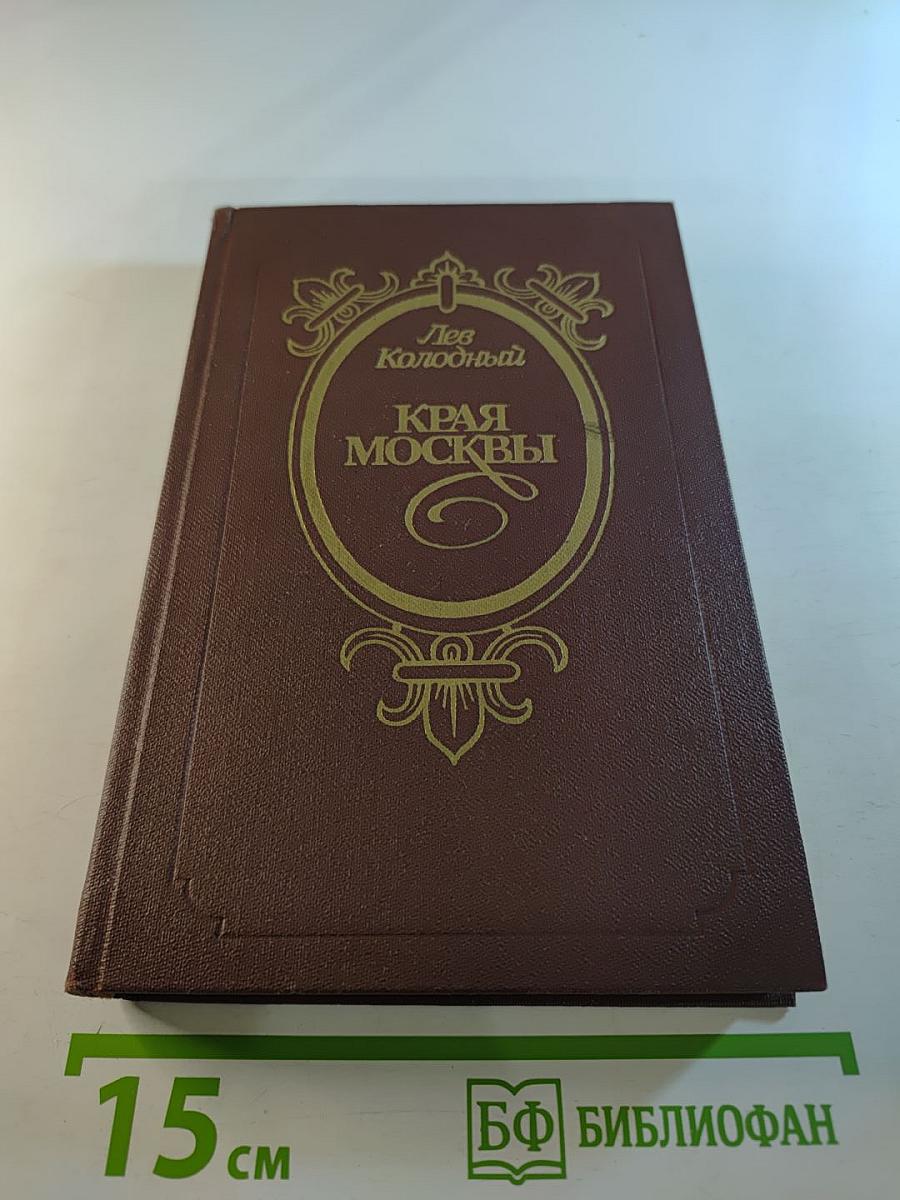 Лев
Колодный
КРАЯ
МОСКВЫ
15 см
БФ БИБЛИОФАН